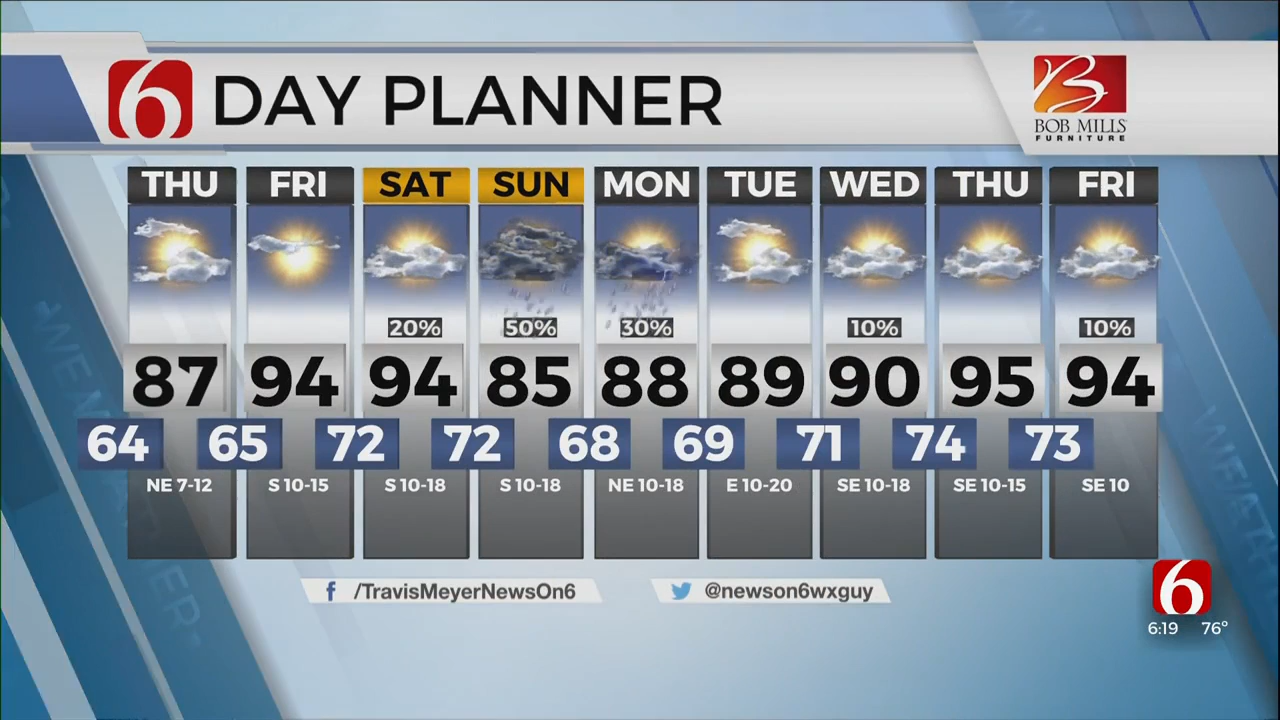 6 DAY PLANNER
BOB MILLS
FURNITURE
THU FRI SAT SUN MON TUE WED THU FRI
20% 50% 30% 10% 10%
87 94 94 85 88 89 90 95 94
64 65 72 72 68 69 71 74 73
NE 7-12 S 10-15 S 10-18 S 10-18 NE 10-18 E 10-20 SE 10-18 SE 10-15 SE 10
f /TravisMeyerNewsOn6 @newson6wxguy
6
6:19 76°